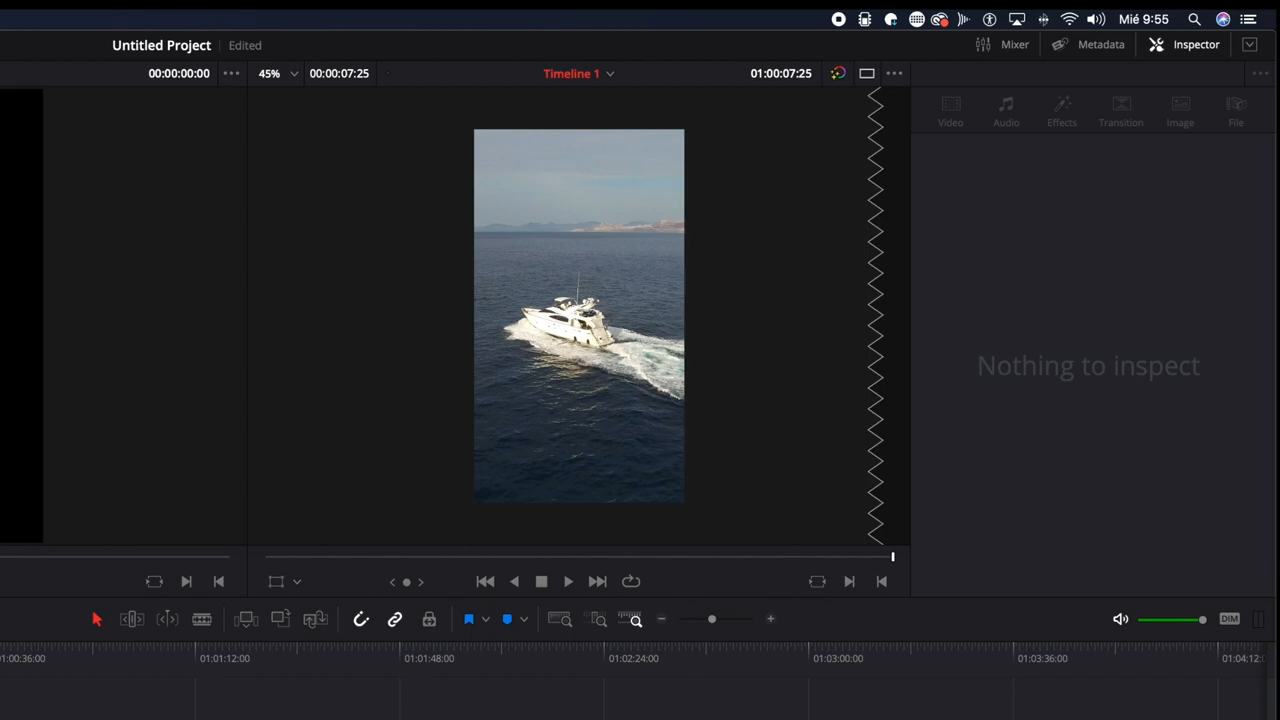 Mié 9:55
Untitled Project Edited
Mixer Metadata Inspector
00:00:00:00 45% 00:00:07:25 Timeline 1 01:00:07:25
Video Audio Effects Transition Image File
Nothing to inspect
DIM
1:00:36:00 01:01:12:00 01:01:48:00 01:02:24:00 01:03:00:00 01:03:36:00 01:04:12: